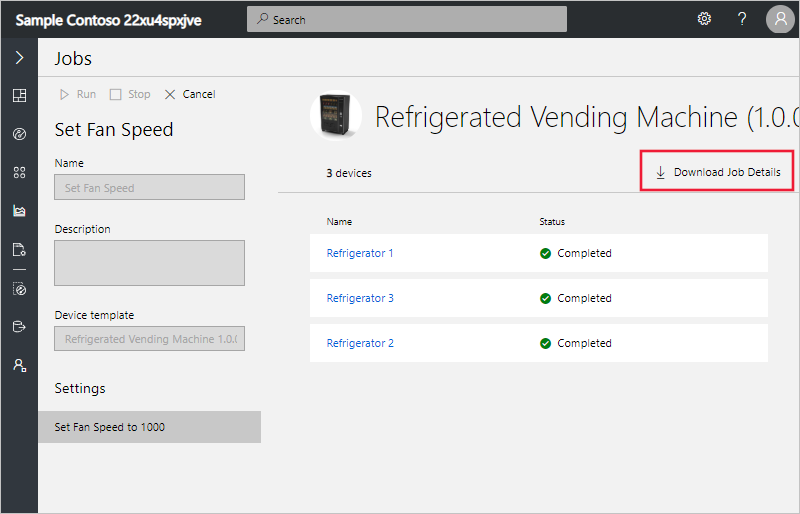 Sample Contoso 22xu4spxjve
Search
?
Jobs
Run
Stop
Cancel
Set Fan Speed
Name
Set Fan Speed
Description
Device template
Refrigerated Vending Machine 1.0.0
Settings
Set Fan Speed to 1000
Refrigerated Vending Machine (1.0.0
3 devices
Download Job Details
Name
Status
Refrigerator 1
Completed
Refrigerator 3
Completed
Refrigerator 2
Completed